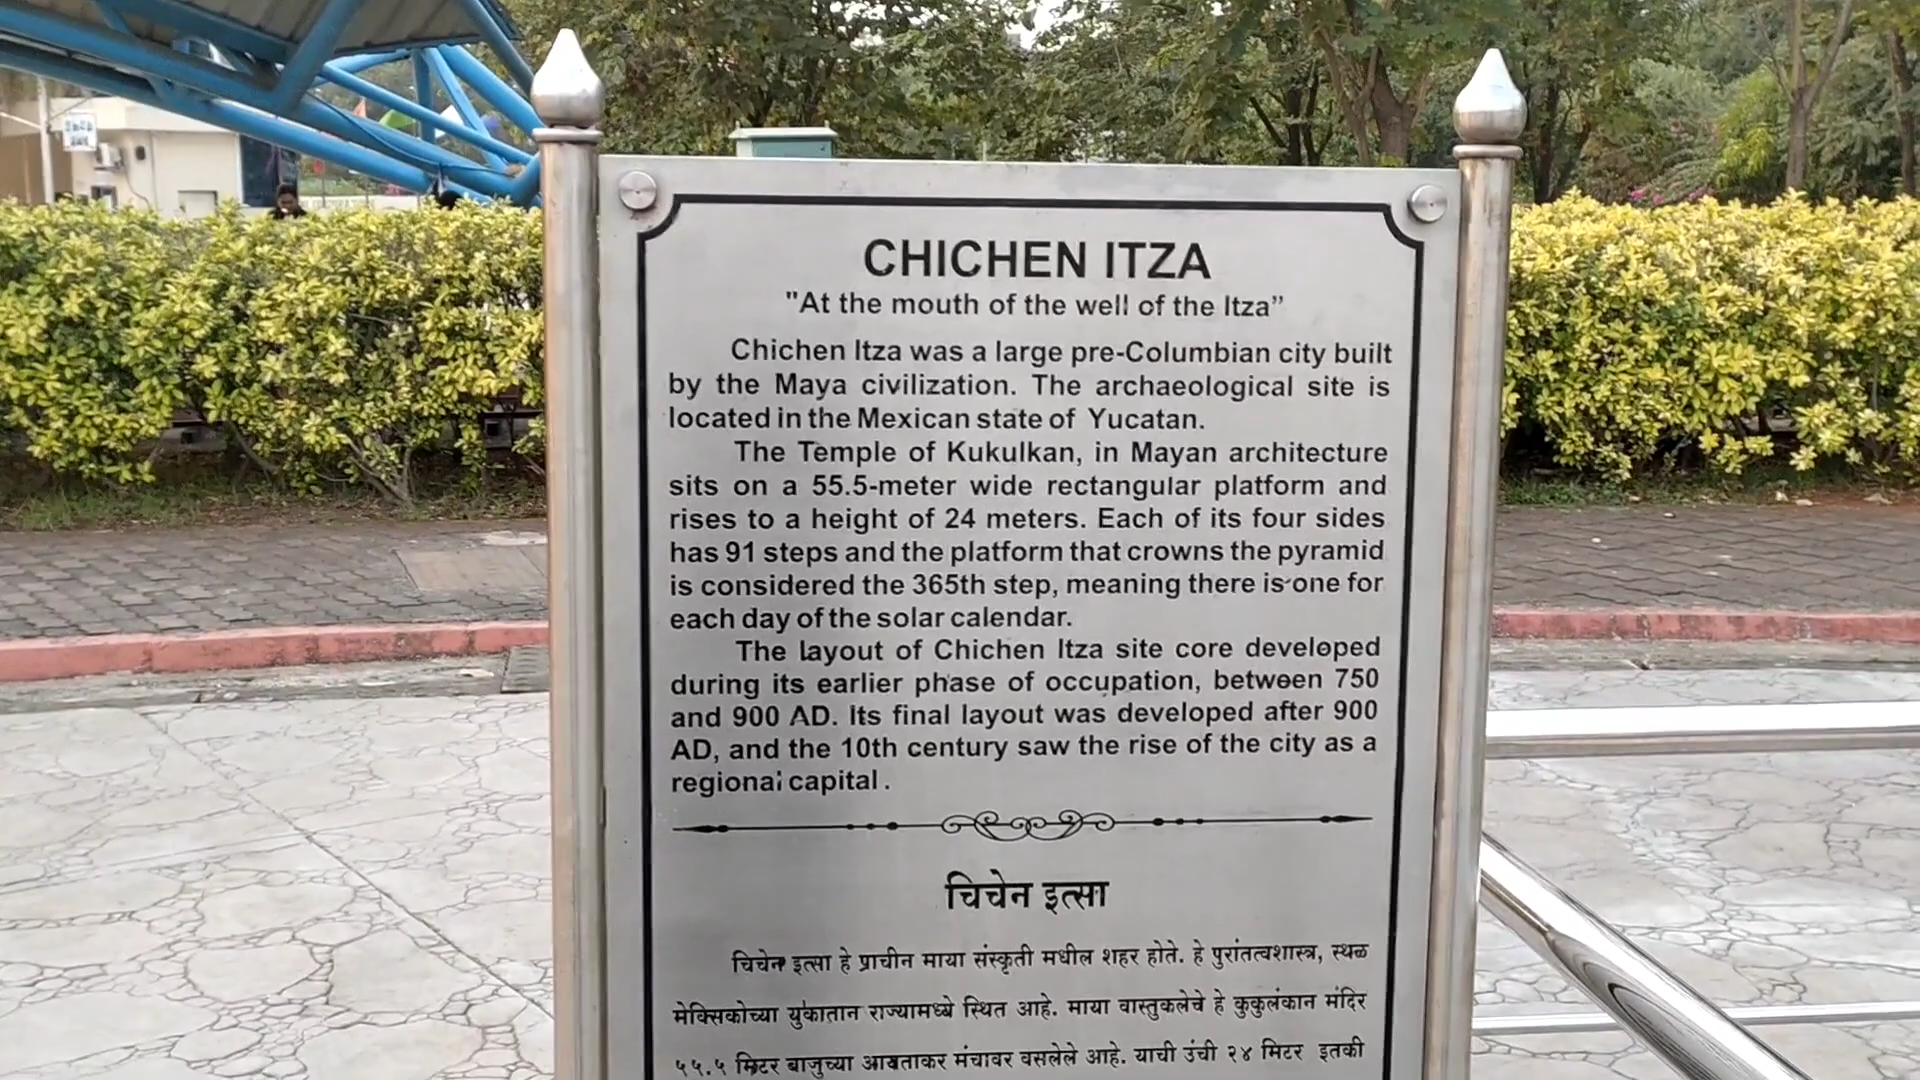 CHICHEN ITZA
"At the mouth of the well of the Itza”
Chichen Itza was a large pre-Columbian city built
by the Maya civilization. The archaeological site is
located in the Mexican state of Yucatan.
The Temple of Kukulkan, in Mayan architecture
sits on a 55.5-meter wide rectangular platform and
rises to a height of 24 meters. Each of its four sides
has 91 steps and the platform that crowns the pyramid
is considered the 365th step, meaning there is one for
each day of the solar calendar.
The layout of Chichen Itza site core developed
during its earlier phase of occupation, between 750
and 900 AD. Its final layout was developed after 900
AD, and the 10th century saw the rise of the city as a
regional capital.
चिचेन इत्सा
चिचेन इत्सा हे प्राचीन माया संस्कृती मधील शहर होते. हे पुरांतत्वशास्त्र, स्थळ
मेक्सिकोच्या युकातान राज्यामध्ये स्थित आहे. माया वास्तुकलेचे हे कुकुलंकान मंदिर
५५.५ मिटर बाजुच्या आयताकर मंचावर वसलेले आहे. याची उंची २४ मिटर इतकी